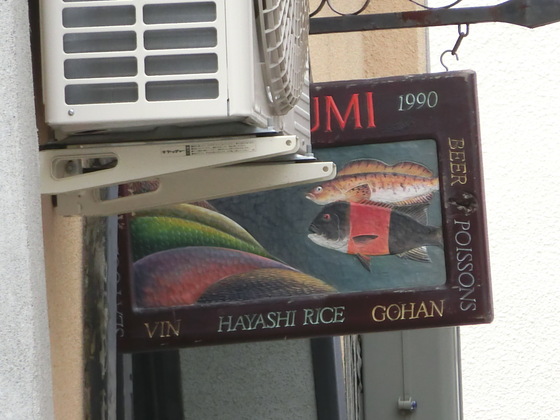 UMI 1990
BEER POISSONS
VIN HAYASHI RICE GOHAN